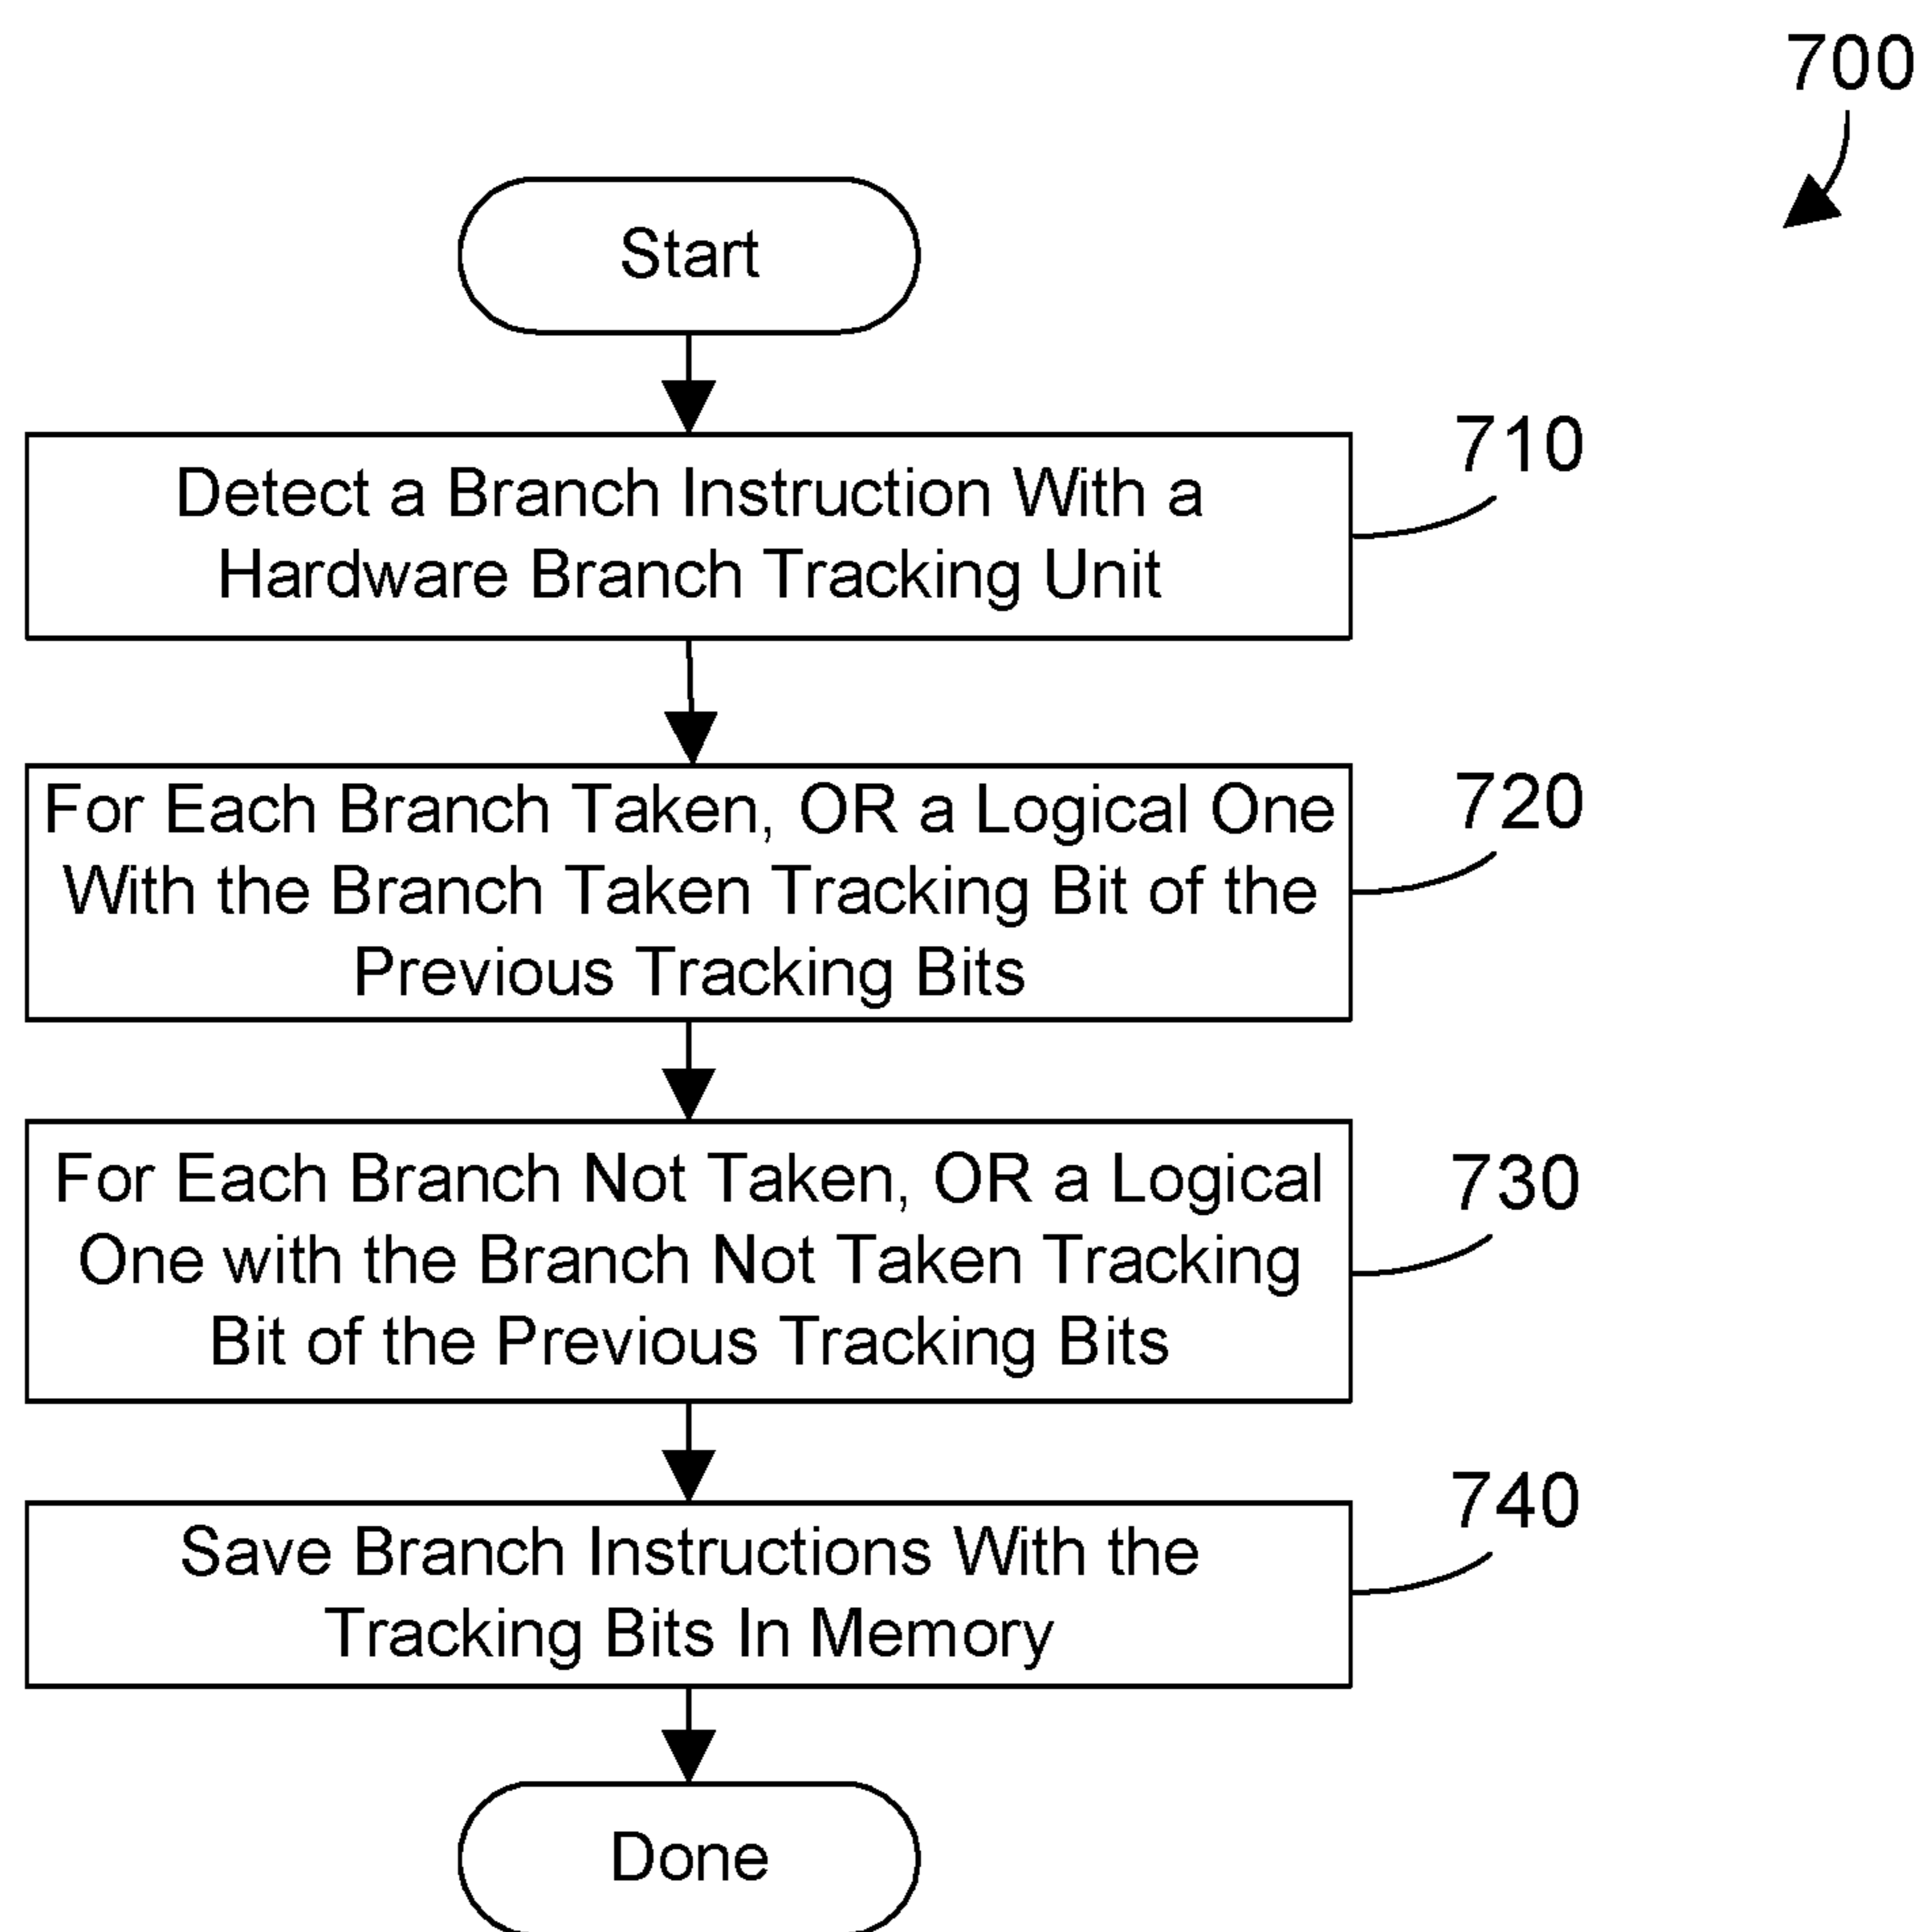 700
Start
Detect a Branch Instruction With a
Hardware Branch Tracking Unit
710
For Each Branch Taken, OR a Logical One
With the Branch Taken Tracking Bit of the
Previous Tracking Bits
720
For Each Branch Not Taken, OR a Logical
One with the Branch Not Taken Tracking
Bit of the Previous Tracking Bits
730
Save Branch Instructions With the
Tracking Bits In Memory
740
Done